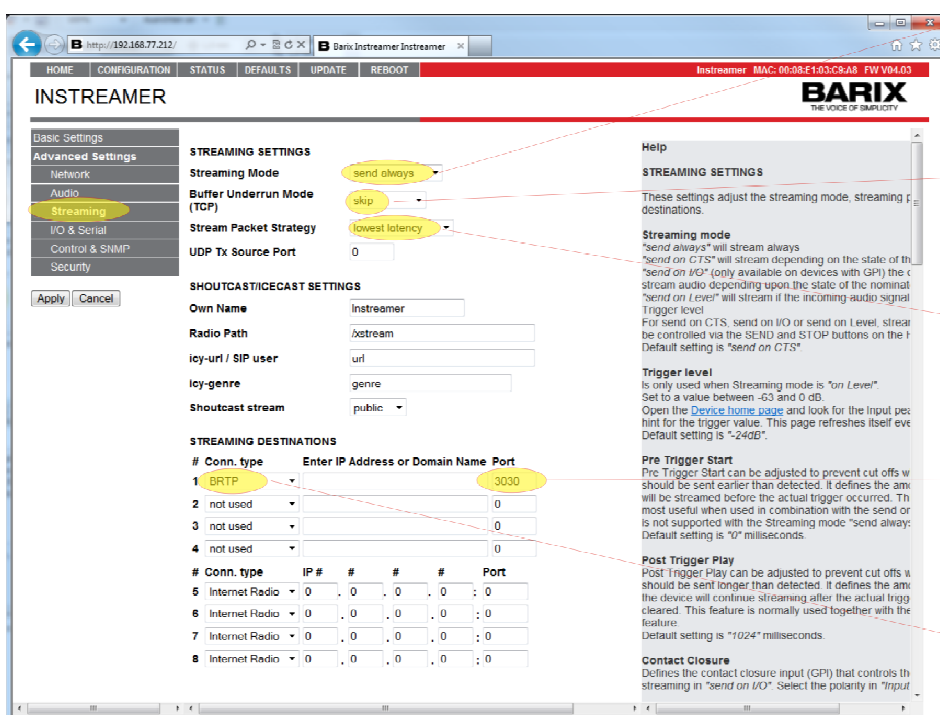 http://192.168.77.212/
Barix Instreamer Instreamer
HOME CONFIGURATION STATUS DEFAULTS UPDATE REBOOT
Instreamer MAC: 00:08:E1:03:C9:A8 FW V04.03
INSTREAMER
BARIX
THE VOICE OF SIMPLICITY
Basic Settings
Advanced Settings
Network
Audio
Streaming
I/O & Serial
Control & SNMP
Security
Apply Cancel
STREAMING SETTINGS
Streaming Mode send always
Buffer Underrun Mode (TCP) skip
Stream Packet Strategy lowest latency
UDP Tx Source Port 0
SHOUTCAST/ICECAST SETTINGS
Own Name Instreamer
Radio Path /xstream
icy-url / SIP user url
icy-genre genre
Shoutcast stream public
STREAMING DESTINATIONS
# Conn. type Enter IP Address or Domain Name Port
1 BRTP 3030
2 not used 0
3 not used 0
4 not used 0
# Conn. type IP # # # # Port
5 Internet Radio 0 . 0 . 0 . 0 : 0
6 Internet Radio 0 . 0 . 0 . 0 : 0
7 Internet Radio 0 . 0 . 0 . 0 : 0
8 Internet Radio 0 . 0 . 0 . 0 : 0
Help
STREAMING SETTINGS
These settings adjust the streaming mode, streaming
destinations.
Streaming mode
"send always" will stream always
"send on CTS" will stream depending on the state of
"send on I/O" (only available on devices with GPI) the
stream audio depending upon the state of the
"send on Level" will stream if the incoming audio signal
Trigger level
For send on CTS, send on I/O or send on Level,
be controlled via the SEND and STOP buttons on the
Default setting is "send on CTS".
Trigger level
Is only used when Streaming mode is "on Level".
Set to a value between -63 and 0 dB.
Open the Device home page and look for the Input
hint for the trigger value. This page refreshes itself
Default setting is "-24dB".
Pre Trigger Start
Pre Trigger Start can be adjusted to prevent cut offs
should be sent earlier than detected. It defines the
will be streamed before the actual trigger occurred.
most useful when used in combination with the send
is not supported with the Streaming mode "send
Default setting is "0" milliseconds.
Post Trigger Play
Post Trigger Play can be adjusted to prevent cut offs
should be sent longer than detected. It defines the
the device will continue streaming after the actual
cleared. This feature is normally used together with the
feature.
Default setting is "1024" milliseconds.
Contact Closure
Defines the contact closure input (GPI) that controls
streaming in "send on I/O". Select the polarity in "Input